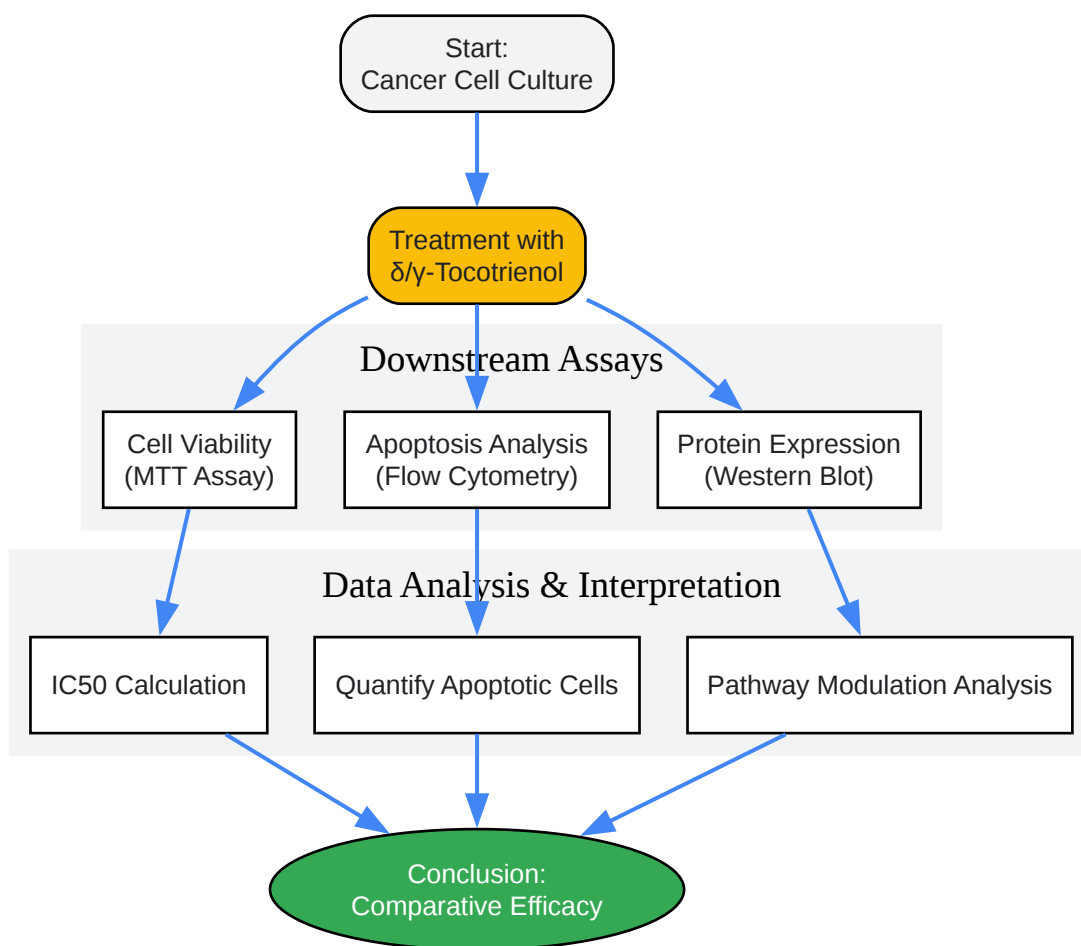 Start:
Cancer Cell Culture
Treatment with
δ/γ-Tocotrienol
Downstream Assays
Cell Viability
(MTT Assay)
Apoptosis Analysis
(Flow Cytometry)
Protein Expression
(Western Blot)
Data Analysis & Interpretation
IC50 Calculation
Quantify Apoptotic Cells
Pathway Modulation Analysis
Conclusion:
Comparative Efficacy